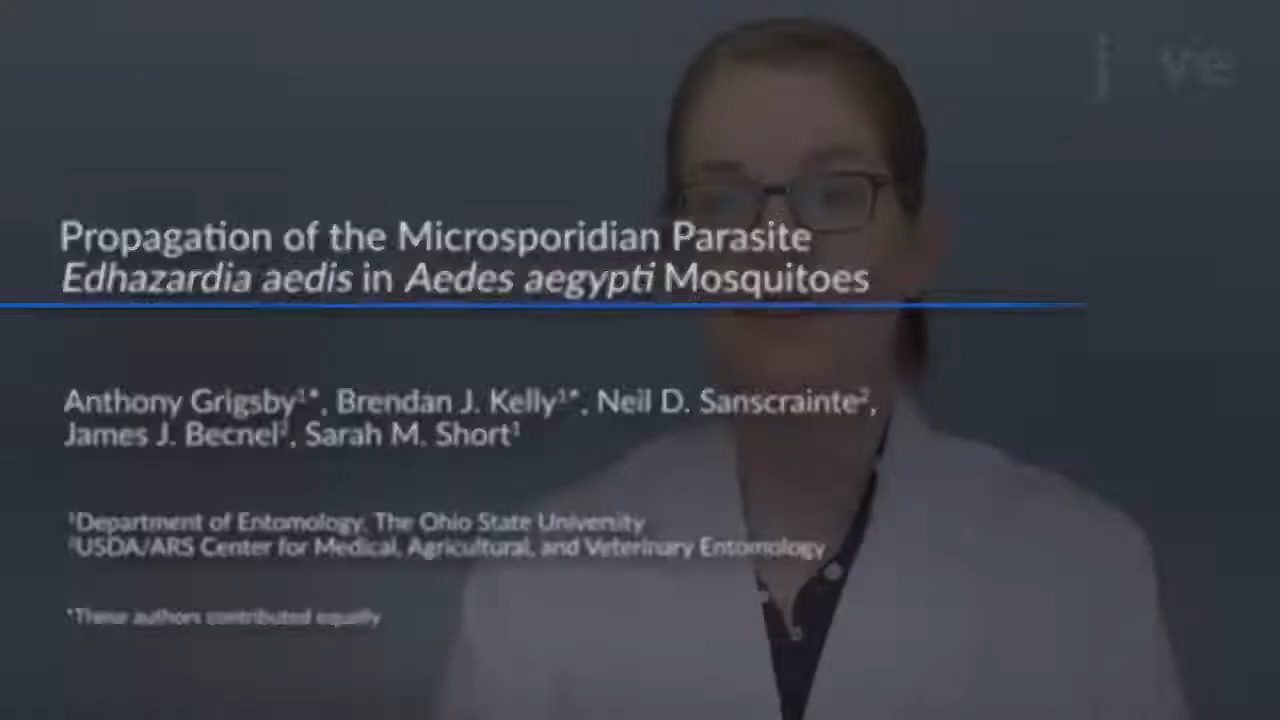 j vie
Propagation of the Microsporidian Parasite
Edhazardia aedis in Aedes aegypti Mosquitoes
Anthony Grigsby¹*, Brendan J. Kelly¹*, Neil D. Sanscrainte²,
James J. Becnel², Sarah M. Short¹
¹Department of Entomology, The Ohio State University
²USDA/ARS Center for Medical, Agricultural, and Veterinary Entomology
*These authors contributed equally